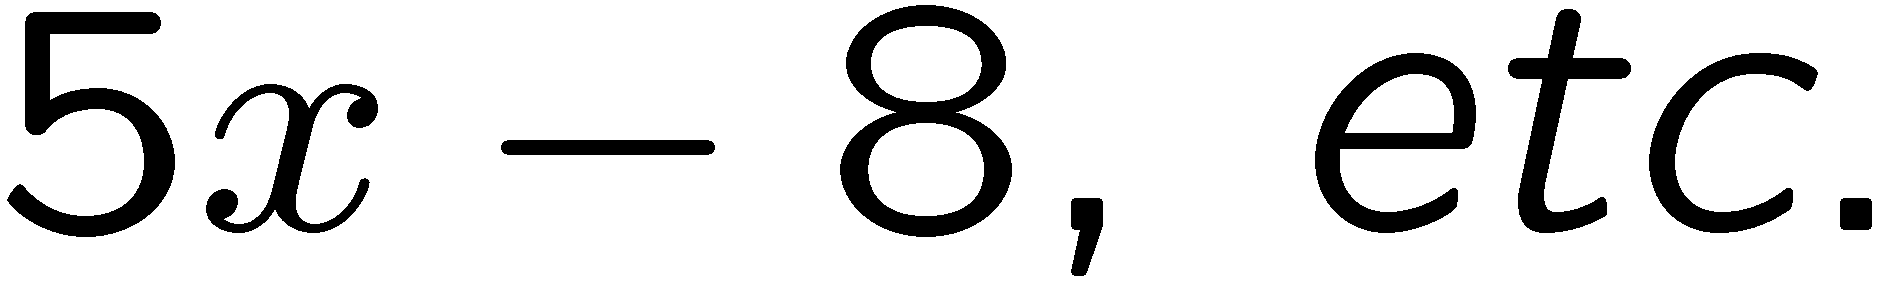 5x − 8, etc.